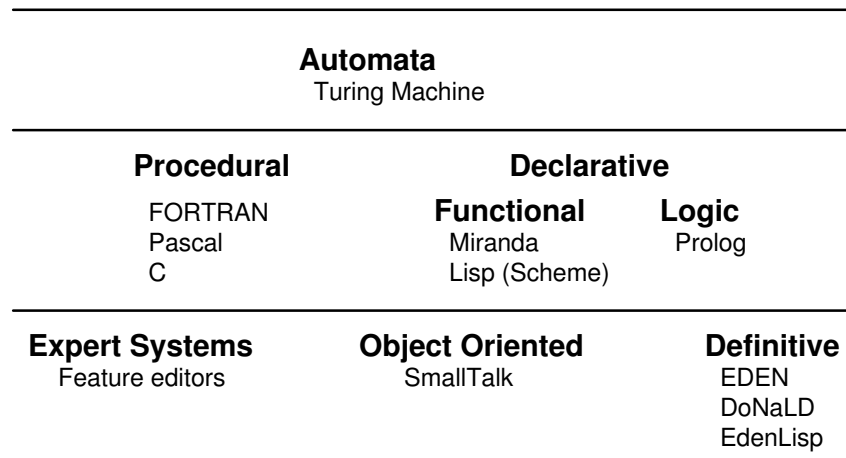 Automata
Turing Machine
Procedural Declarative
FORTRAN Functional Logic
Pascal Miranda Prolog
C Lisp (Scheme)
Expert Systems Object Oriented Definitive
Feature editors SmallTalk EDEN
DoNaLD
EdenLisp